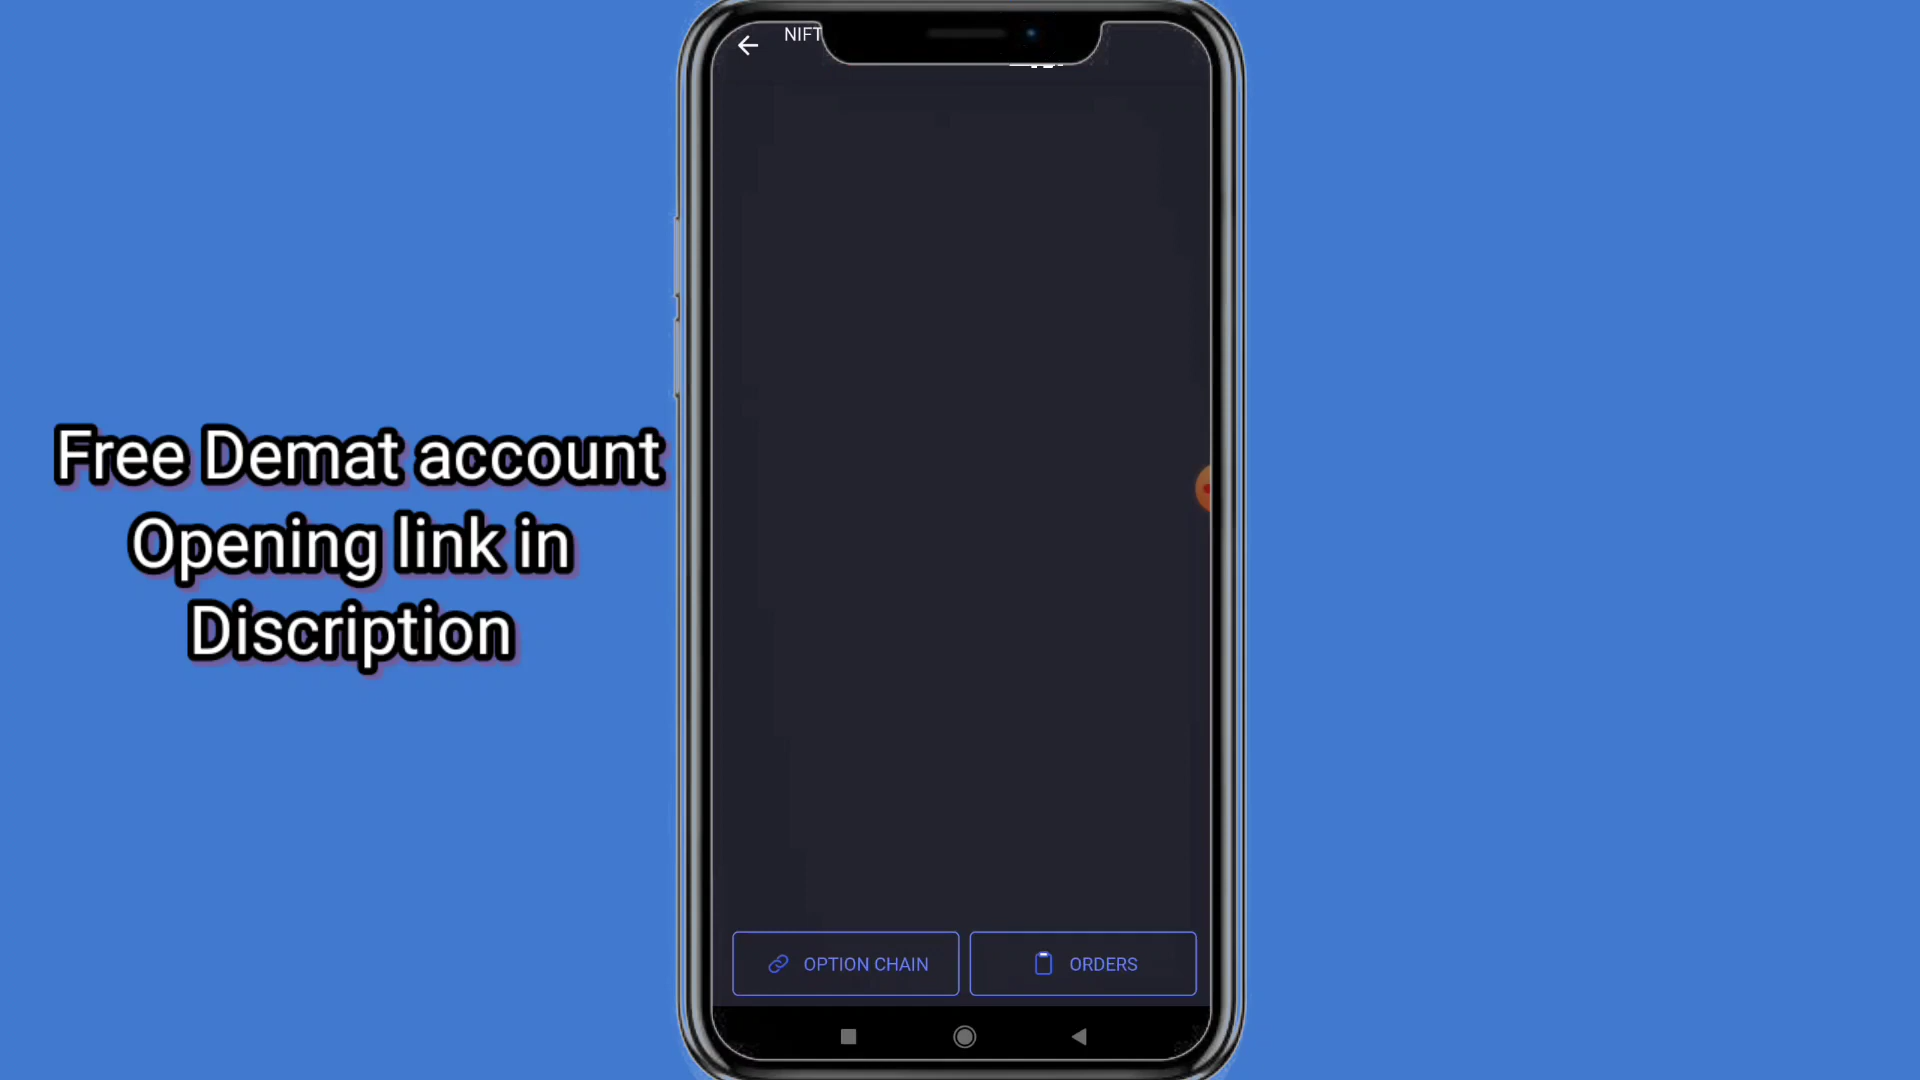 NIFT
Free Demat account
Opening link in
Discription
OPTION CHAIN
ORDERS